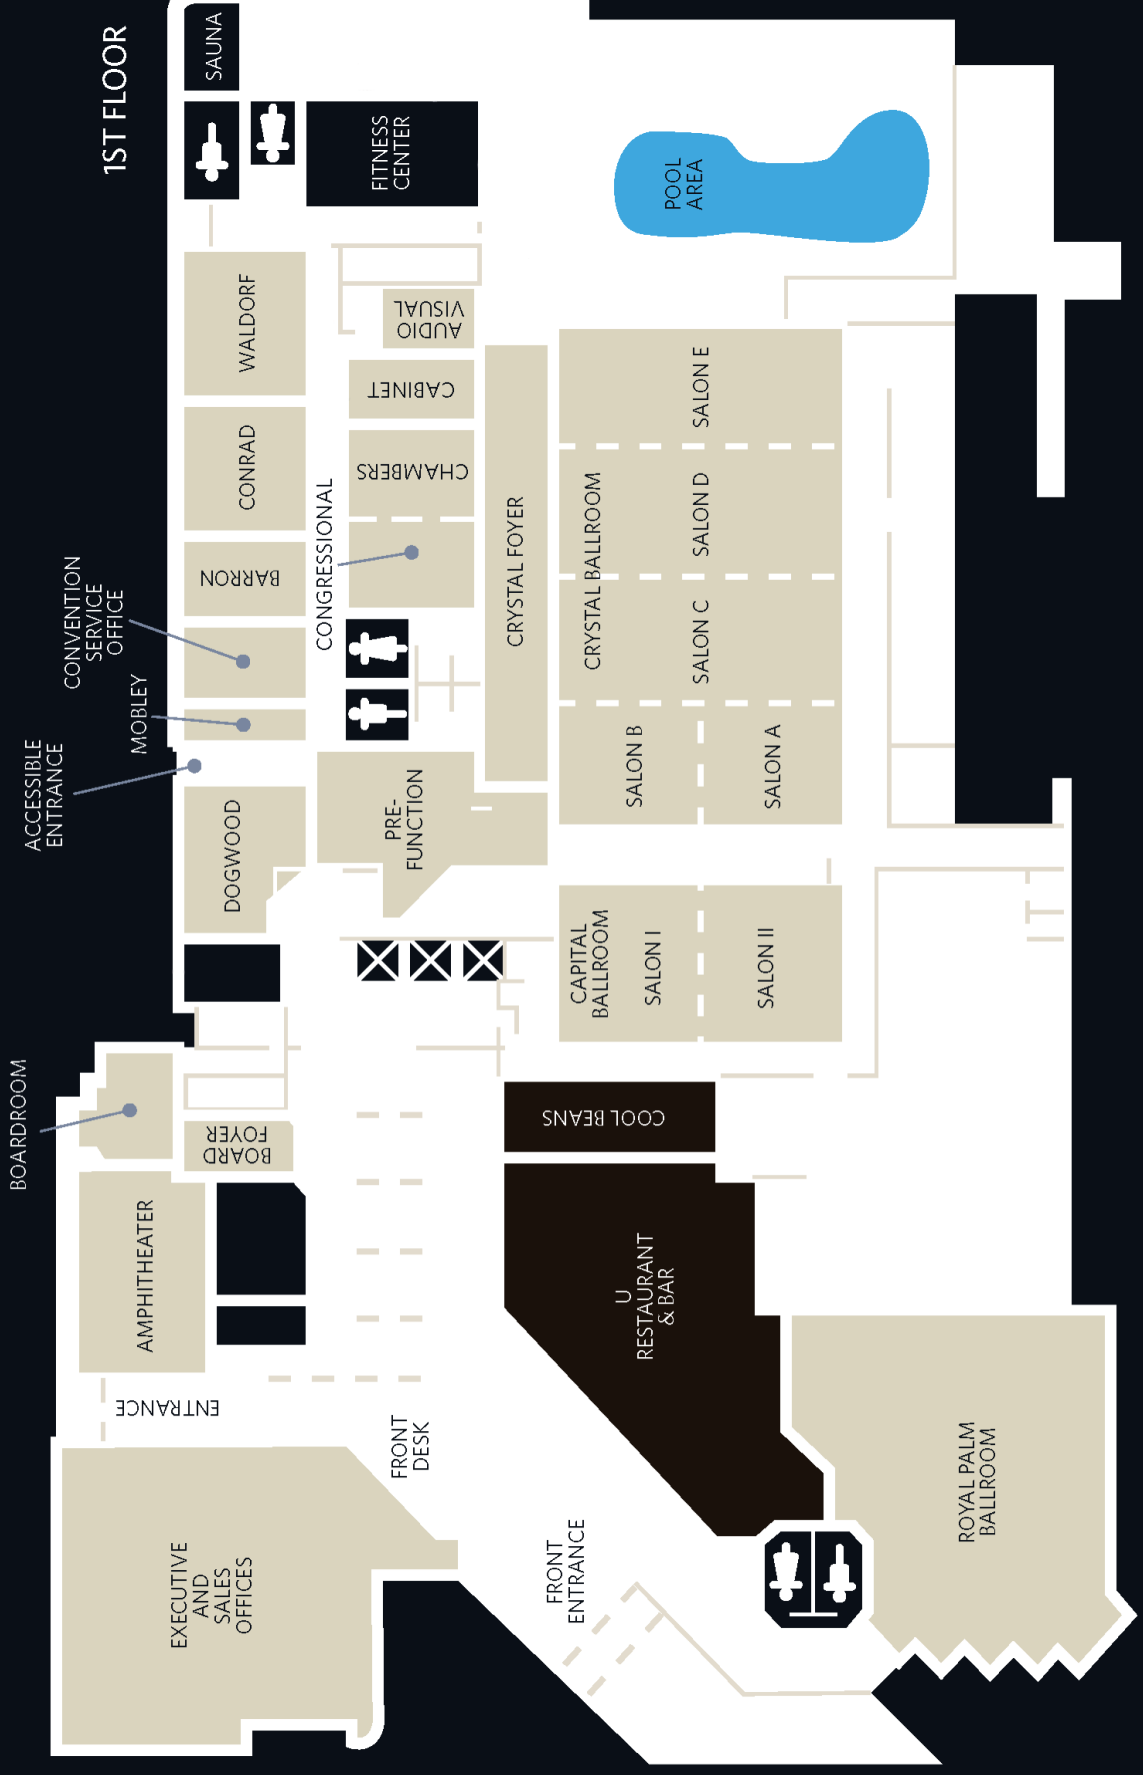 1ST FLOOR
SAUNA
FITNESS
CENTER
POOL
AREA
WALDORF
AUDIO
VISUAL
CABINET
CONRAD
CHAMBERS
CONGRESSIONAL
BARRON
CONVENTION
SERVICE
OFFICE
MOBLEY
ACCESSIBLE
ENTRANCE
DOGWOOD
PRE-
FUNCTION
CRYSTAL FOYER
CRYSTAL BALLROOM
SALON E
SALON D
SALON C
SALON B
SALON A
CAPITAL
BALLROOM
SALON I
SALON II
BOARDROOM
BOARD
FOYER
AMPHITHEATER
ENTRANCE
COOL BEANS
U
RESTAURANT
& BAR
FRONT
DESK
EXECUTIVE
AND
SALES
OFFICES
FRONT
ENTRANCE
ROYAL PALM
BALLROOM